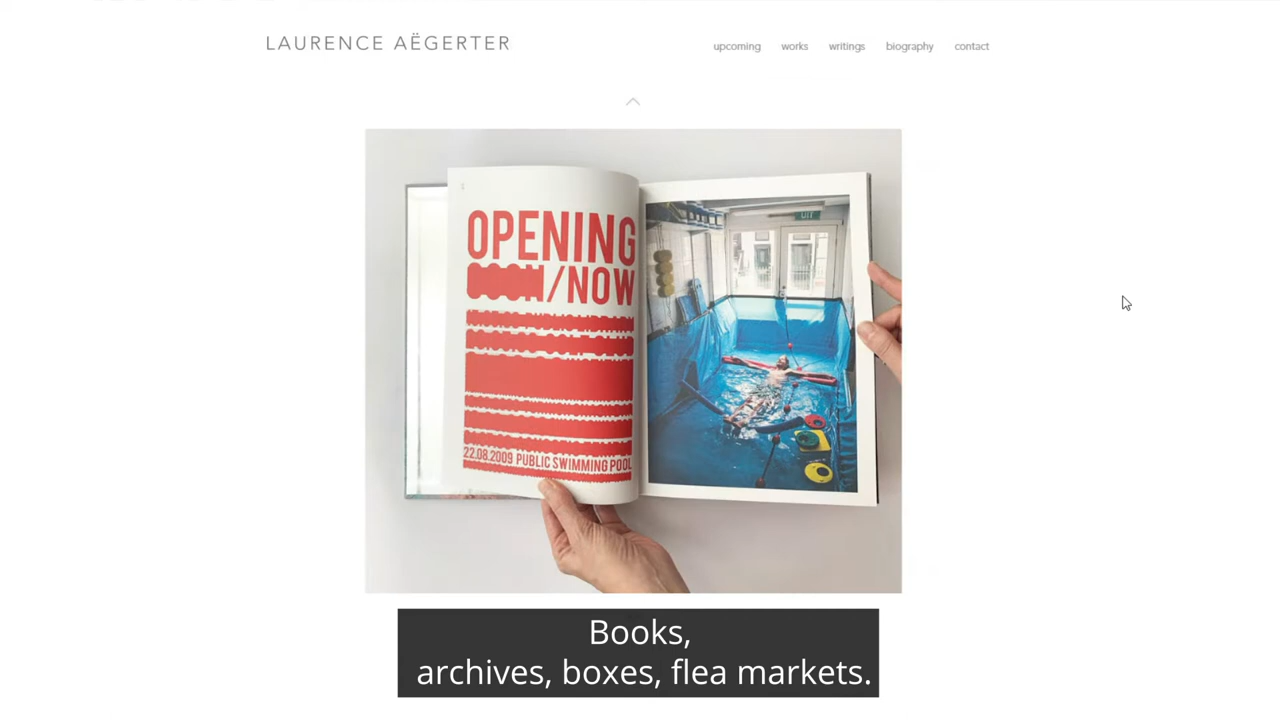 LAURENCE AËGERTER
upcoming works writings biography contact
OPENING
/NOW
22.08.2009 PUBLIC SWIMMING POOL
Books,
archives, boxes, flea markets.